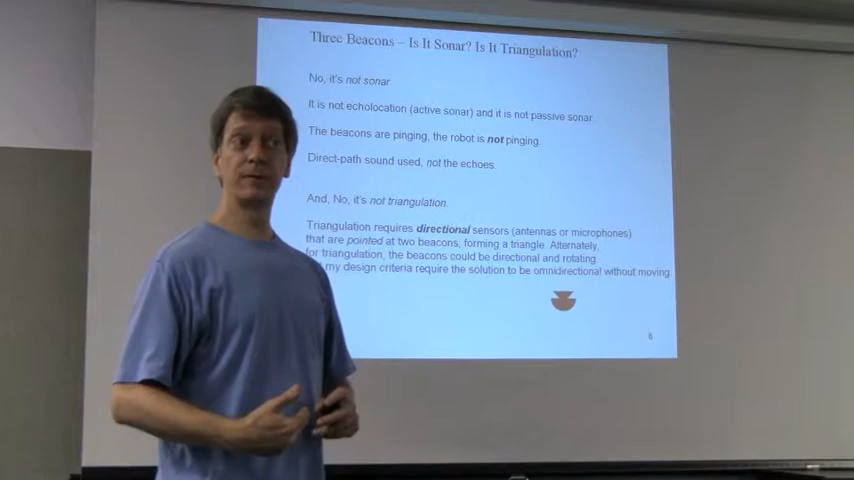 Three Beacons – Is It Sonar? Is It Triangulation?
No, it's not sonar
It is not echolocation (active sonar) and it is not passive sonar
The beacons are pinging, the robot is not pinging.
Direct-path sound used, not the echoes.
And, No, it's not triangulation.
Triangulation requires directional sensors (antennas or microphones)
that are pointed at two beacons, forming a triangle. Alternately,
for triangulation, the beacons could be directional and rotating.
my design criteria require the solution to be omnidirectional without moving.
6